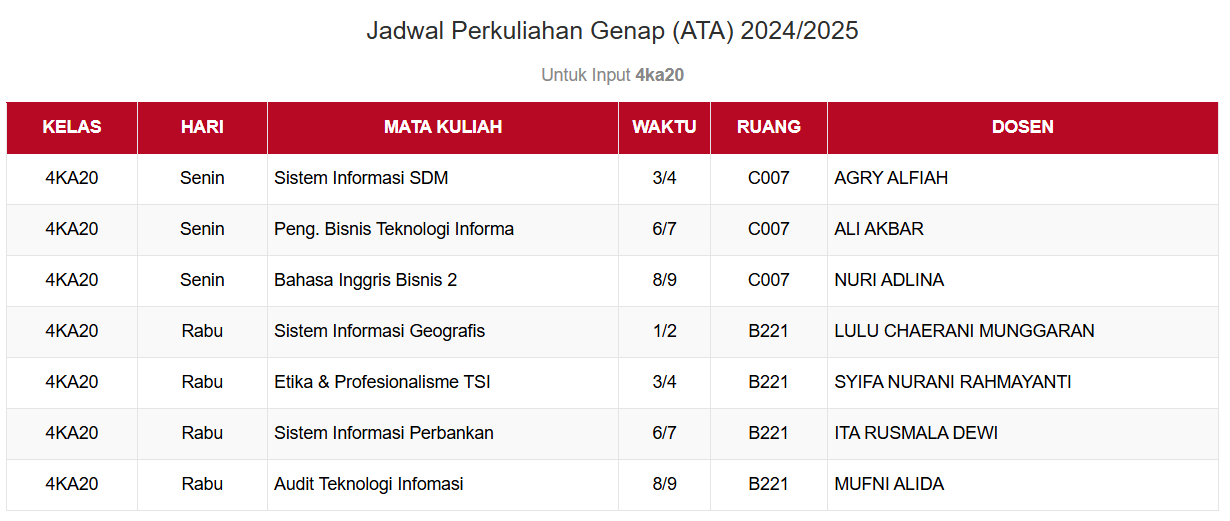 Jadwal Perkuliahan Genap (ATA) 2024/2025
Untuk Input 4ka20
KELAS HARI MATA KULIAH WAKTU RUANG DOSEN
4KA20 Senin Sistem Informasi SDM 3/4 C007 AGRY ALFIAH
4KA20 Senin Peng. Bisnis Teknologi Informa 6/7 C007 ALI AKBAR
4KA20 Senin Bahasa Inggris Bisnis 2 8/9 C007 NURI ADLINA
4KA20 Rabu Sistem Informasi Geografis 1/2 B221 LULU CHAERANI MUNGGARAN
4KA20 Rabu Etika & Profesionalisme TSI 3/4 B221 SYIFA NURANI RAHMAYANTI
4KA20 Rabu Sistem Informasi Perbankan 6/7 B221 ITA RUSMALA DEWI
4KA20 Rabu Audit Teknologi Infomasi 8/9 B221 MUFNI ALIDA